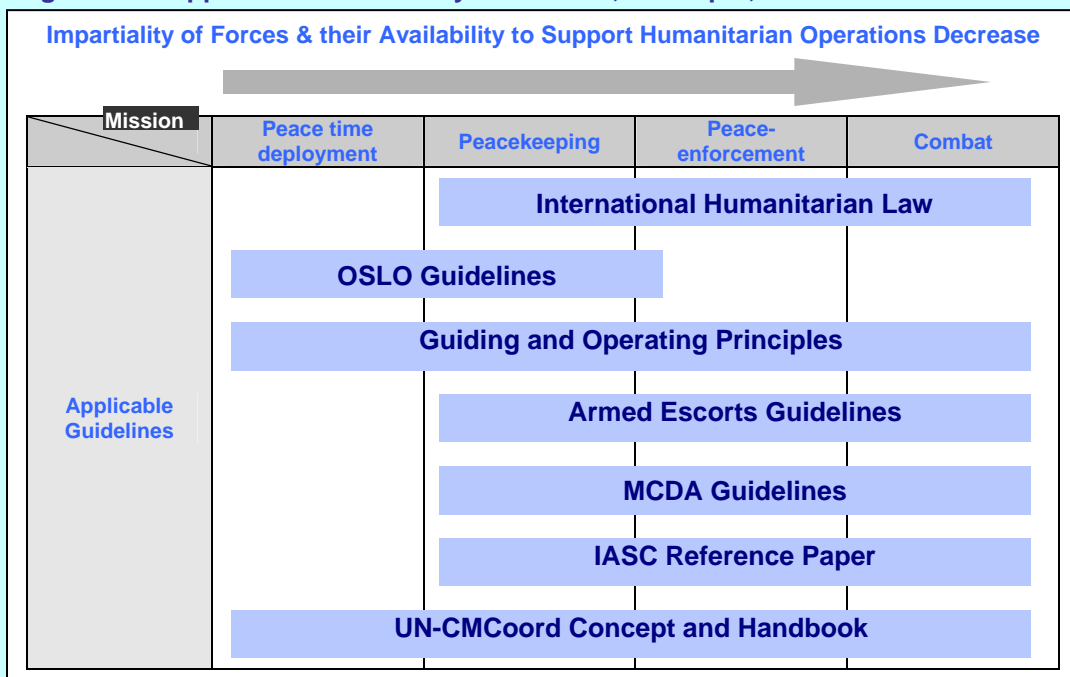 Impartiality of Forces & their Availability to Support Humanitarian Operations Decrease
Mission
Peace time
deployment
Peacekeeping
Peace-
enforcement
Combat
Applicable
Guidelines
International Humanitarian Law
OSLO Guidelines
Guiding and Operating Principles
Armed Escorts Guidelines
MCDA Guidelines
IASC Reference Paper
UN-CMCoord Concept and Handbook